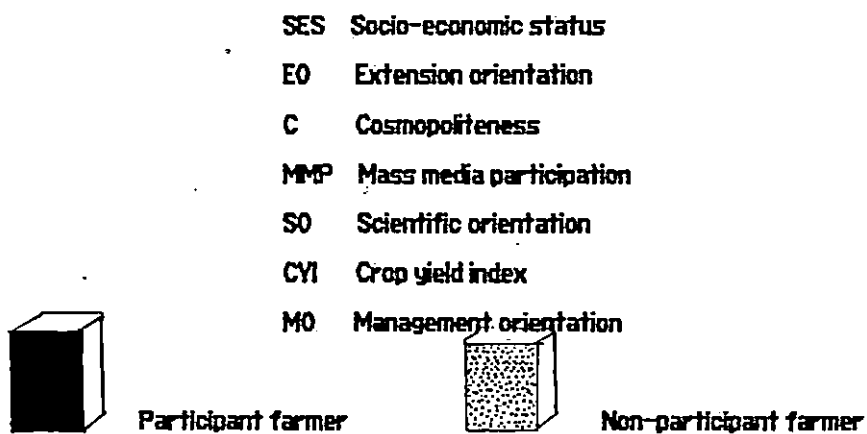 SES Socio-economic status
EO Extension orientation
C Cosmopoliteness
MMP Mass media participation
SO Scientific orientation
CYI Crop yield index
MO Management orientation
Participant farmer Non-participant farmer